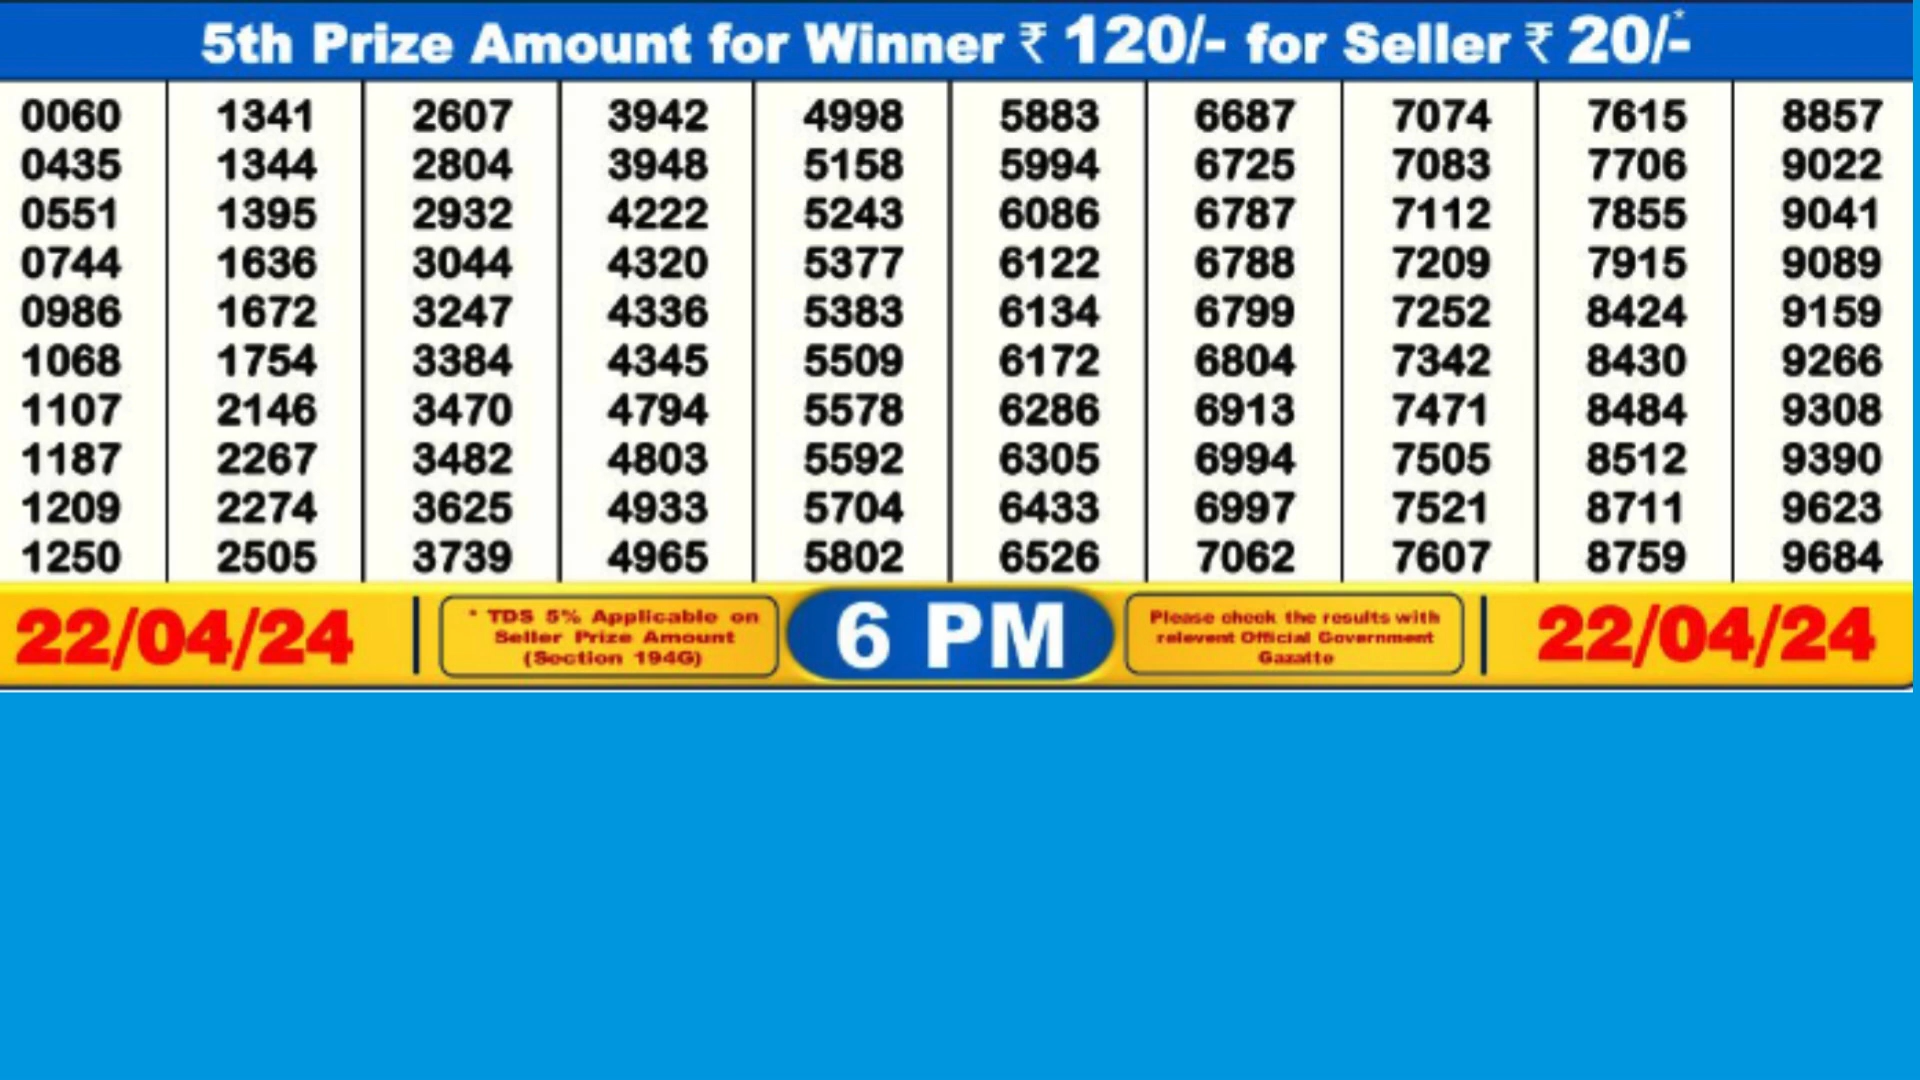 5th Prize Amount for Winner ₹ 120/- for Seller ₹ 20/-*
0060 1341 2607 3942 4998 5883 6687 7074 7615 8857
0435 1344 2804 3948 5158 5994 6725 7083 7706 9022
0551 1395 2932 4222 5243 6086 6787 7112 7855 9041
0744 1636 3044 4320 5377 6122 6788 7209 7915 9089
0986 1672 3247 4336 5383 6134 6799 7252 8424 9159
1068 1754 3384 4345 5509 6172 6804 7342 8430 9266
1107 2146 3470 4794 5578 6286 6913 7471 8484 9308
1187 2267 3482 4803 5592 6305 6994 7505 8512 9390
1209 2274 3625 4933 5704 6433 6997 7521 8711 9623
1250 2505 3739 4965 5802 6526 7062 7607 8759 9684
22/04/24
* TDS 5% Applicable on
Seller Prize Amount
(Section 194G)
6 PM
Please check the results with
relevent Official Government
Gazatte
22/04/24